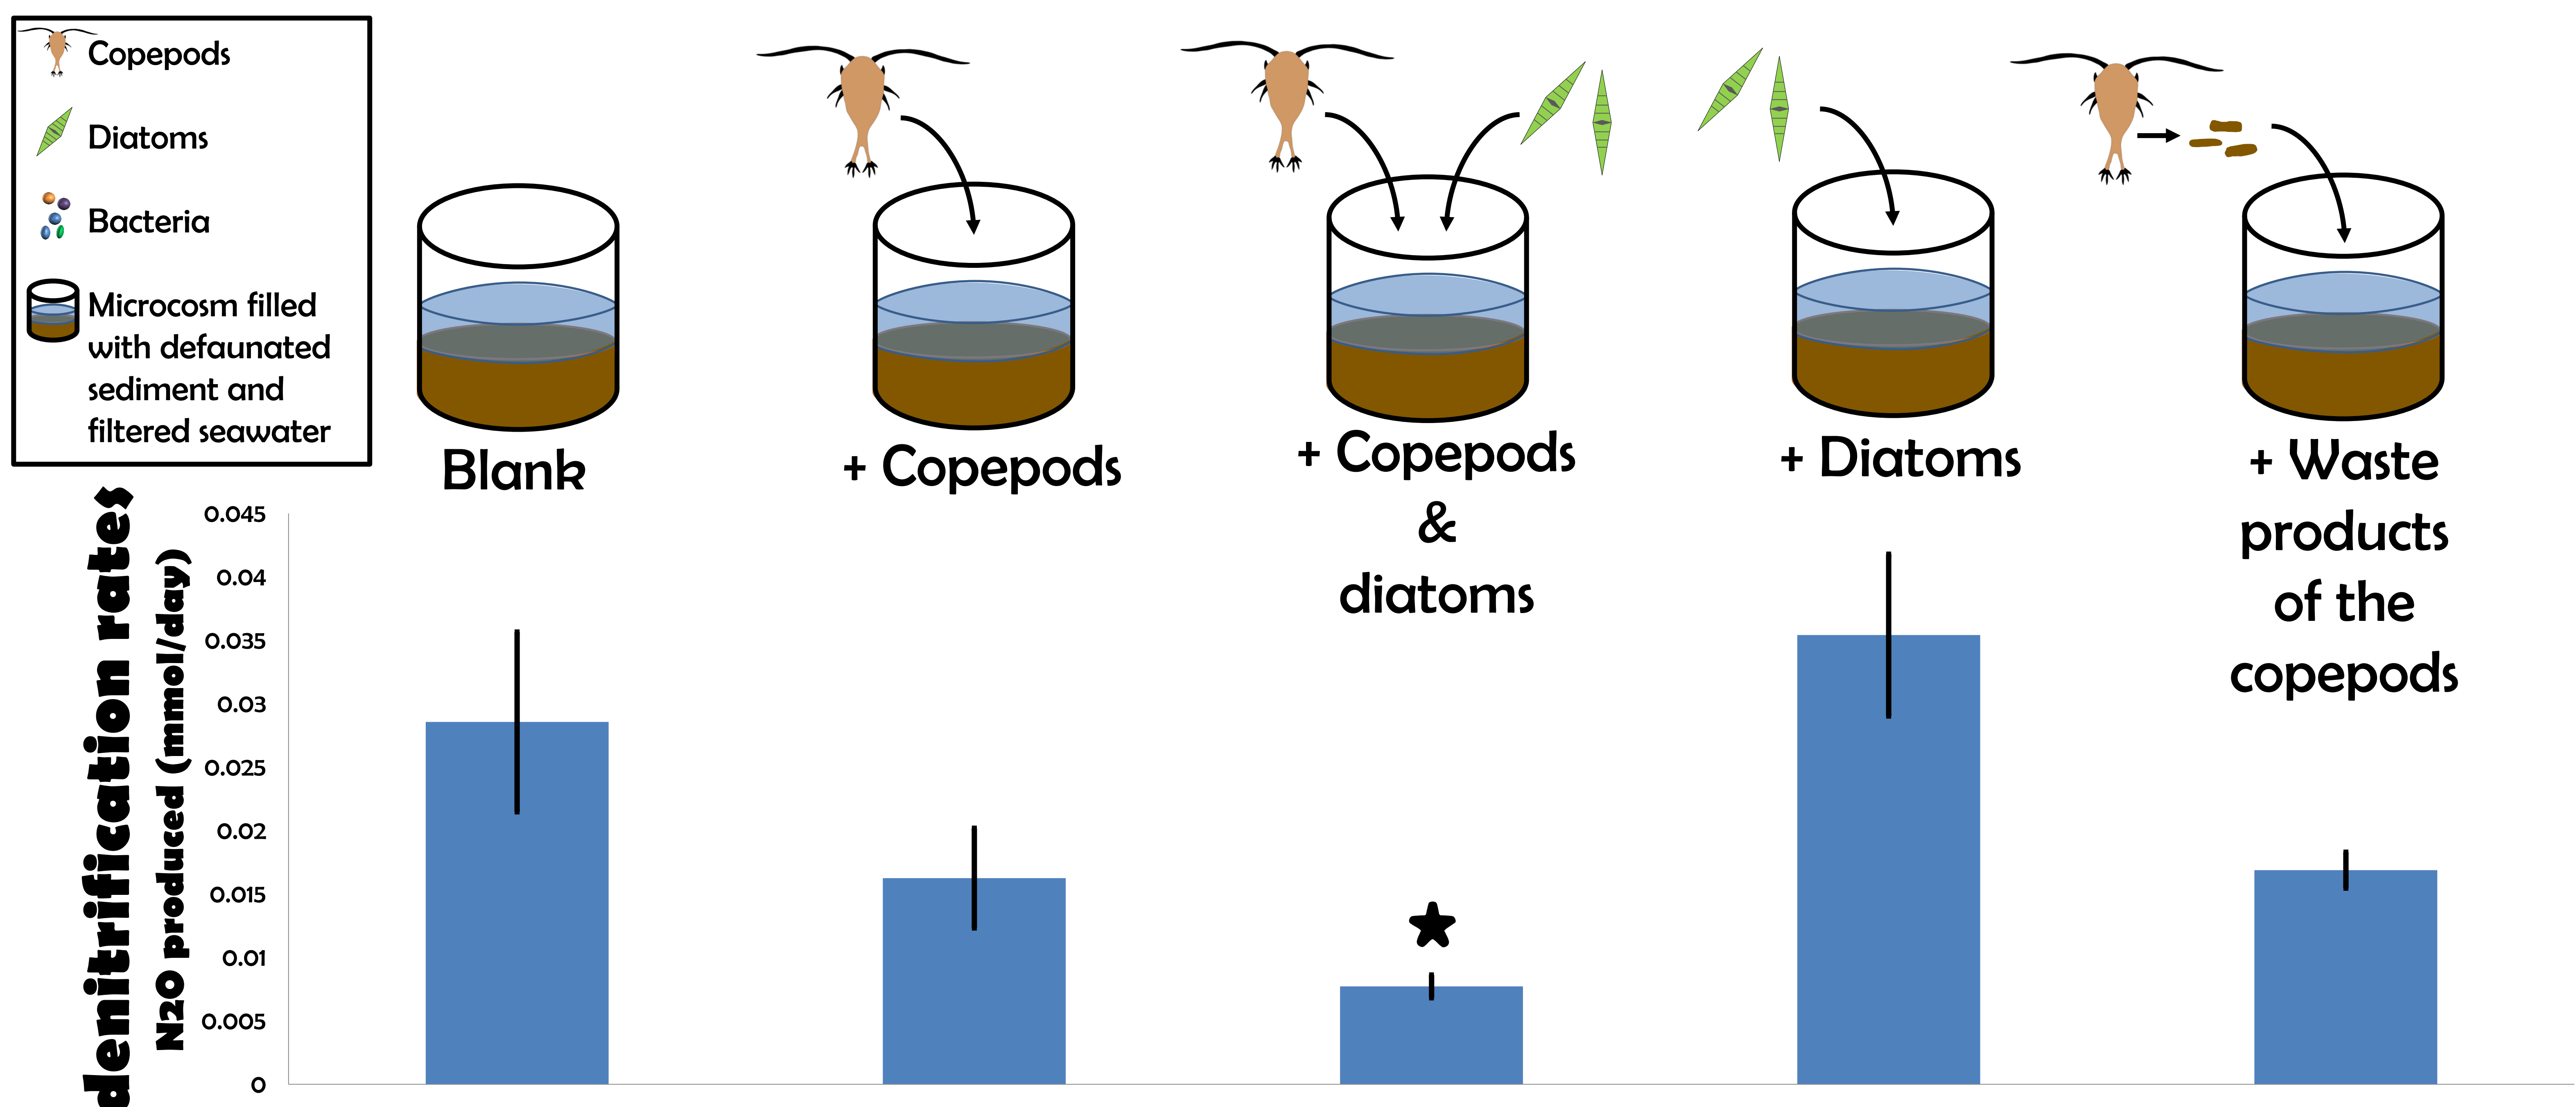 Copepods
Diatoms
Bacteria
Microcosm filled
with defaunated
sediment and
filtered seawater
Blank
+ Copepods
+ Copepods
&
diatoms
+ Diatoms
+ Waste
products
of the
copepods
denitrification rates
N2O produced (mmol/day)
0.045
0.04
0.035
0.03
0.025
0.02
0.015
0.01
0.005
0